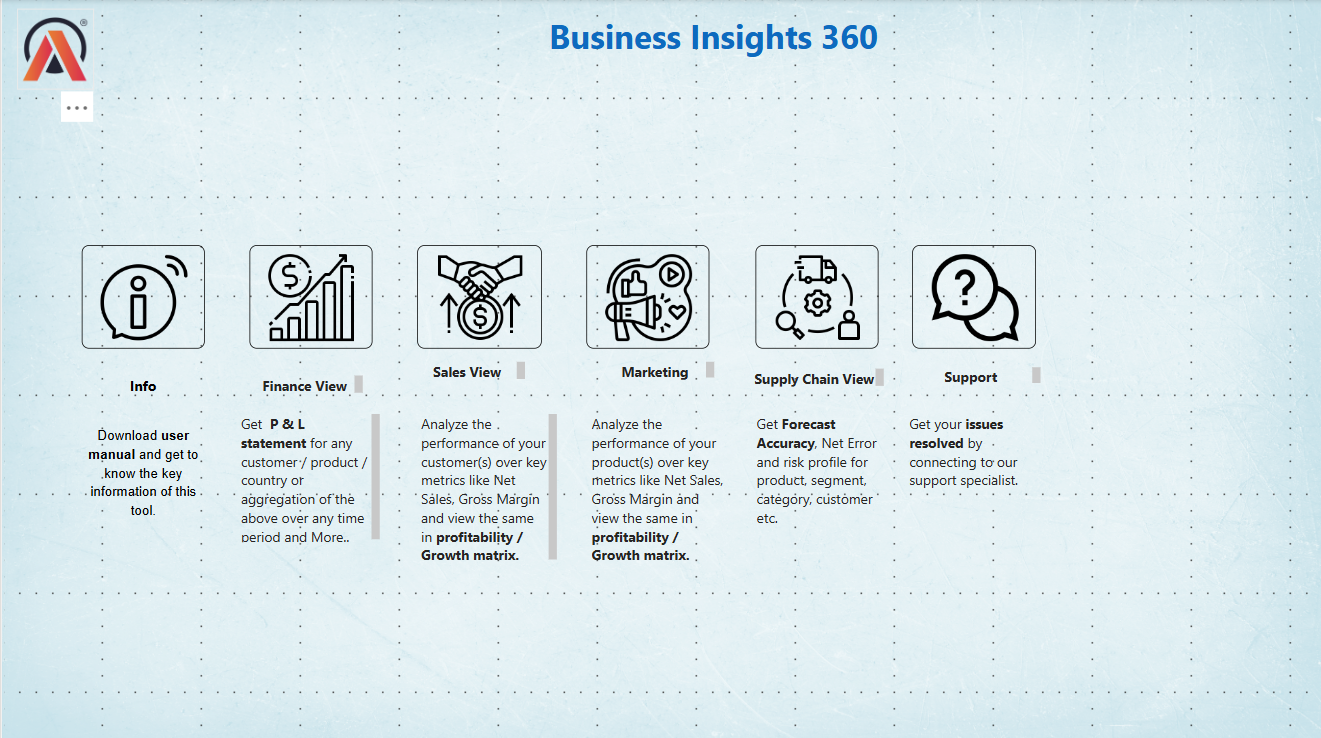 Business Insights 360
Info
Finance View
Sales View
Marketing
Supply Chain View
Support
Download user
manual and get to
know the key
information of this
tool.
Get P & L
statement for any
customer / product /
country or
aggregation of the
above over any time
period and More..
Analyze the
performance of your
customer(s) over key
metrics like Net
Sales, Gross Margin
and view the same
in profitability /
Growth matrix.
Analyze the
performance of your
product(s) over key
metrics like Net Sales,
Gross Margin and
view the same in
profitability /
Growth matrix.
Get Forecast
Accuracy, Net Error
and risk profile for
product, segment,
category, customer
etc.
Get your issues
resolved by
connecting to our
support specialist.